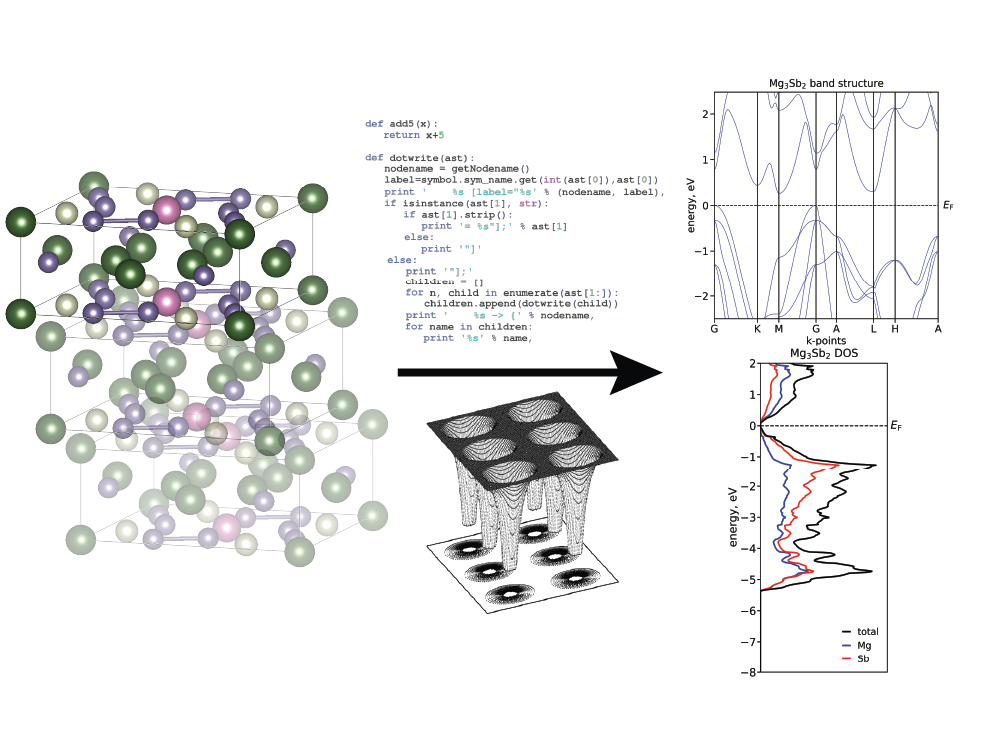 def add5(x):
return x+5
def dotwrite(ast):
nodename = getNodename()
label=symbol.sym_name.get(int(ast[0]),ast[0])
print '    %s [label="%s' % (nodename, label),
if isinstance(ast[1], str):
if ast[1].strip():
print '= %s"];' % ast[1]
else:
print '"]'
else:
print '"];'
children = []
for n, child in enumerate(ast[1:]):
children.append(dotwrite(child))
print '    %s -> {' % nodename,
for name in children:
print '%s' % name,
Mg₃Sb₂ band structure
energy, eV
2
1
0
−1
−2
E_F
G K M G A L H A
k-points
Mg₃Sb₂ DOS
energy, eV
2
1
0
−1
−2
−3
−4
−5
−6
−7
−8
E_F
total
Mg
Sb